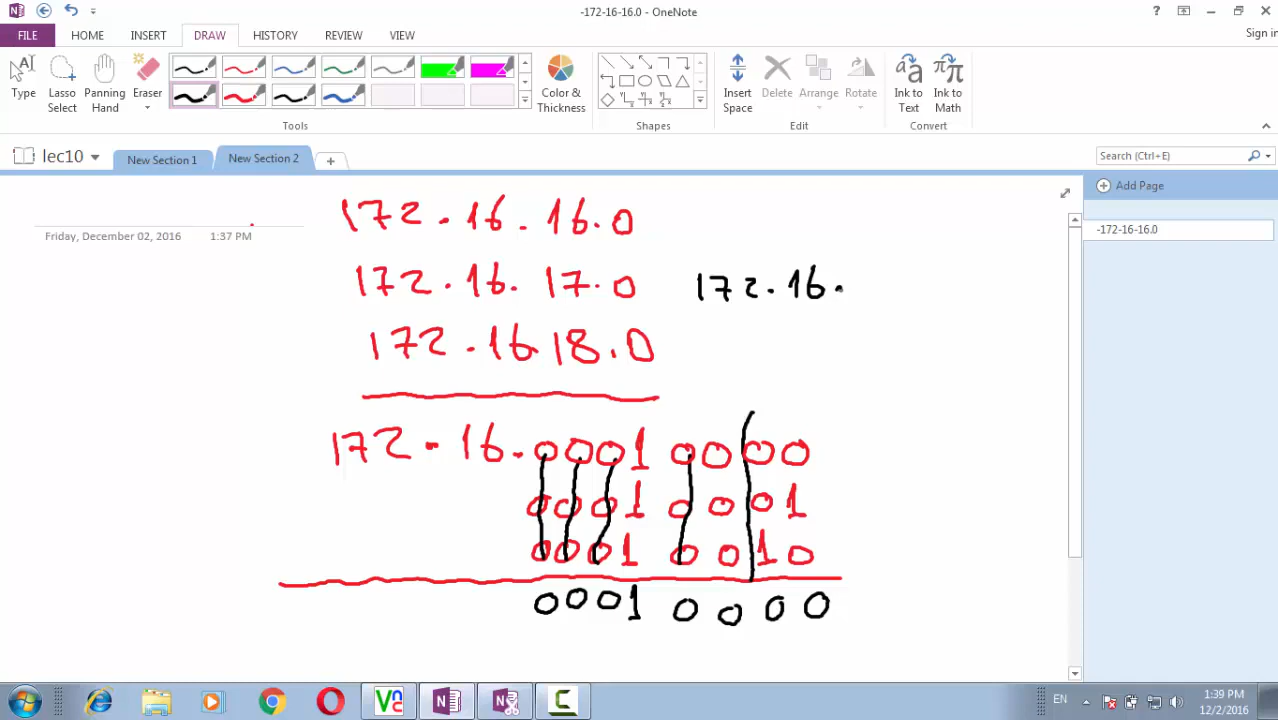 -172-16-16.0 - OneNote
FILE HOME INSERT DRAW HISTORY REVIEW VIEW
Sign in
Type Lasso Select Panning Hand Eraser
Color & Thickness
Insert Space Delete Arrange Rotate
Ink to Text Ink to Math
Tools Shapes Edit Convert
lec10 New Section 1 New Section 2
Search (Ctrl+E)
Add Page
-172-16-16.0
Friday, December 02, 2016 1:37 PM
172.16.16.0
172.16.17.0
172.16.
172.16 18.0
172.16.0001 0000
0001 0001
0001 0010
0001 0000
EN
1:39 PM
12/2/2016